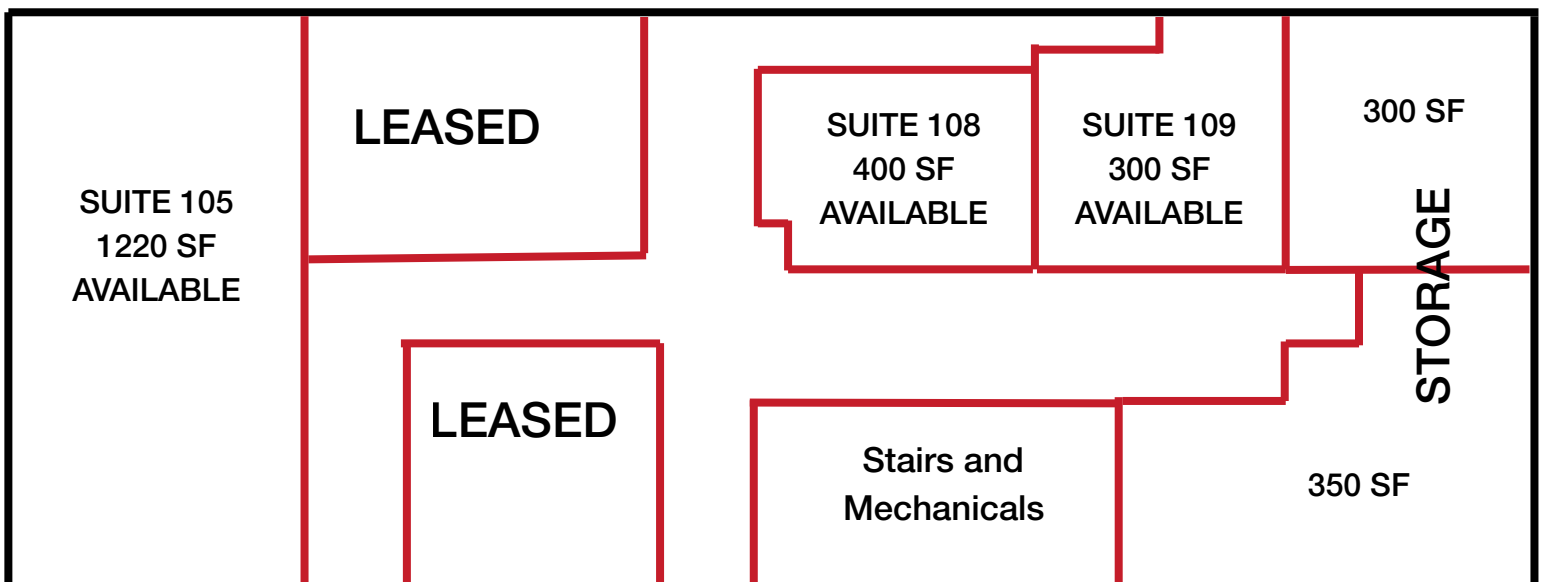 SUITE 105
1220 SF
AVAILABLE
LEASED
LEASED
SUITE 108
400 SF
AVAILABLE
SUITE 109
300 SF
AVAILABLE
300 SF
STORAGE
350 SF
Stairs and
Mechanicals